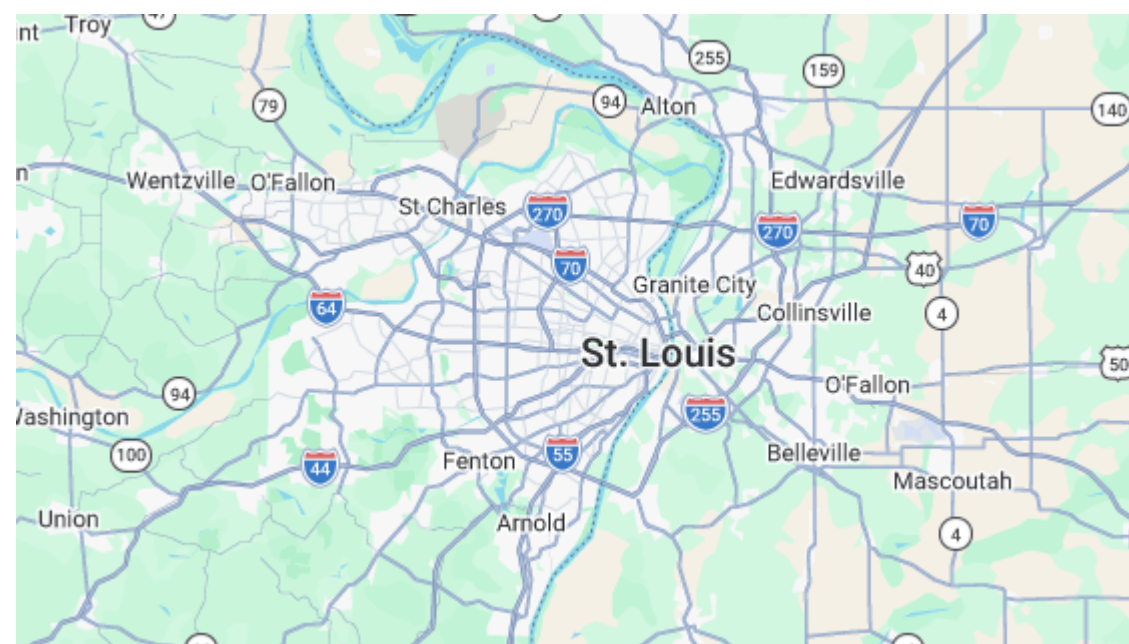 Troy
79
94
Alton
255
159
140
Wentzville
O'Fallon
St Charles
270
70
Edwardsville
270
70
40
Granite City
64
Collinsville
4
St. Louis
50
O'Fallon
94
255
100
44
Fenton
55
Belleville
Mascoutah
Union
Arnold
4